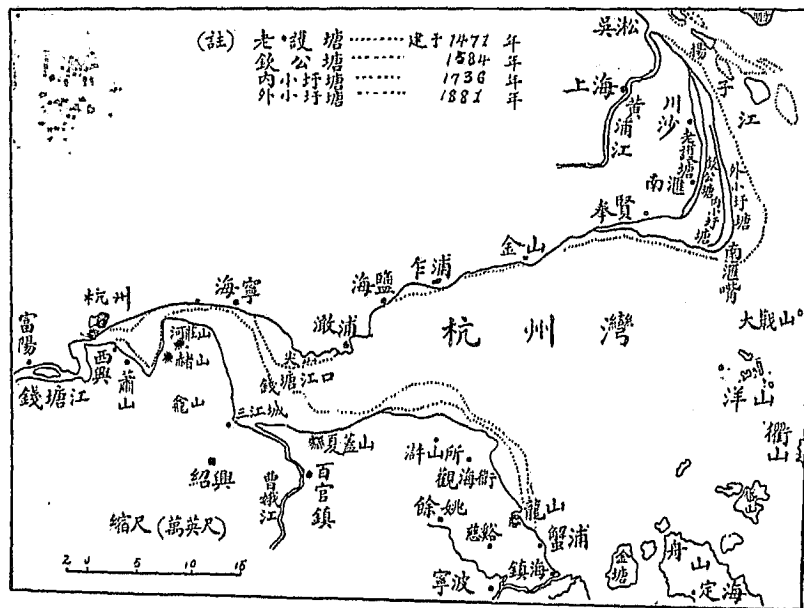 (註) 老護塘 建于1471年
欽公塘 1584年
內小圩塘 1736年
外小圩塘 1881年
吳淞
揚子江
上海
黃浦江
川沙
老護塘
欽公塘
內小圩塘
外小圩塘
南滙
奉賢
南滙嘴
金山
乍浦
海鹽
澉浦
海寧
杭州
杭州灣
大戢山
洋山
衢山
富陽
錢塘江
西興
蕭山
赭山
龕山
錢塘江口
三江城
夏蓋山
滸山所
觀海衛
紹興
曹娥江
百官鎮
餘姚
慈谿
龍山
蟹浦
鎮海
寧波
金塘
舟山
定海
縮尺(萬英尺)
5 10 15